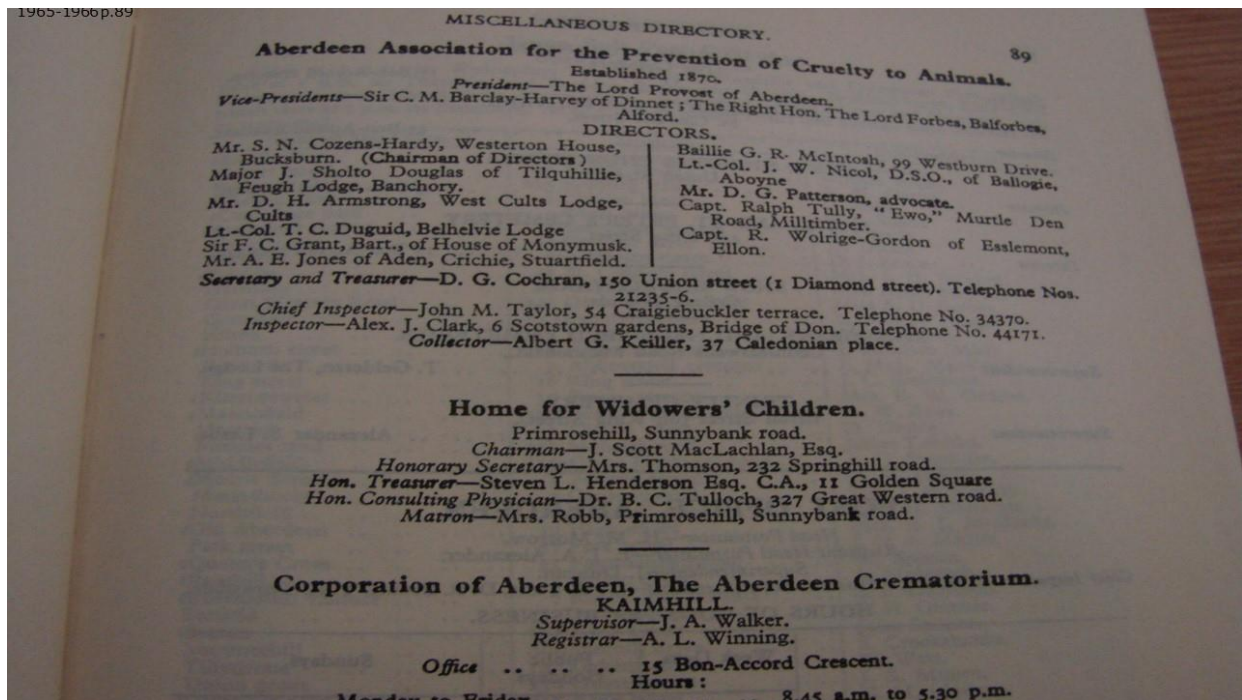 1965-1966p.89
MISCELLANEOUS DIRECTORY.
89
Aberdeen Association for the Prevention of Cruelty to Animals.
Established 1870.
President—The Lord Provost of Aberdeen.
Vice-Presidents—Sir C. M. Barclay-Harvey of Dinnet ; The Right Hon. The Lord Forbes, Balforbes,
Alford.
DIRECTORS.
Mr. S. N. Cozens-Hardy, Westerton House,
Bucksburn. (Chairman of Directors)
Major J. Sholto Douglas of Tilquhillie,
Feugh Lodge, Banchory.
Mr. D. H. Armstrong, West Cults Lodge,
Cults
Lt.-Col. T. C. Duguid, Belhelvie Lodge
Sir F. C. Grant, Bart., of House of Monymusk.
Mr. A. E. Jones of Aden, Crichie, Stuartfield.
Baillie G. R. McIntosh, 99 Westburn Drive.
Lt.-Col. J. W. Nicol, D.S.O., of Ballogie,
Aboyne
Mr. D. G. Patterson, advocate.
Capt. Ralph Tully, “ Ewo,” Murtle Den
Road, Milltimber.
Capt. R. Wolrige-Gordon of Esslemont,
Ellon.
Secretary and Treasurer—D. G. Cochran, 150 Union street (1 Diamond street). Telephone Nos.
21235-6.
Chief Inspector—John M. Taylor, 54 Craigiebuckler terrace. Telephone No. 34370.
Inspector—Alex. J. Clark, 6 Scotstown gardens, Bridge of Don. Telephone No. 44171.
Collector—Albert G. Keiller, 37 Caledonian place.
Home for Widowers’ Children.
Primrosehill, Sunnybank road.
Chairman—J. Scott MacLachlan, Esq.
Honorary Secretary—Mrs. Thomson, 232 Springhill road.
Hon. Treasurer—Steven L. Henderson Esq. C.A., 11 Golden Square
Hon. Consulting Physician—Dr. B. C. Tulloch, 327 Great Western road.
Matron—Mrs. Robb, Primrosehill, Sunnybank road.
Corporation of Aberdeen, The Aberdeen Crematorium.
KAIMHILL.
Supervisor—J. A. Walker.
Registrar—A. L. Winning.
Office .. .. .. 15 Bon-Accord Crescent.
Hours :
Monday to Friday 8.45 a.m. to 5.30 p.m.